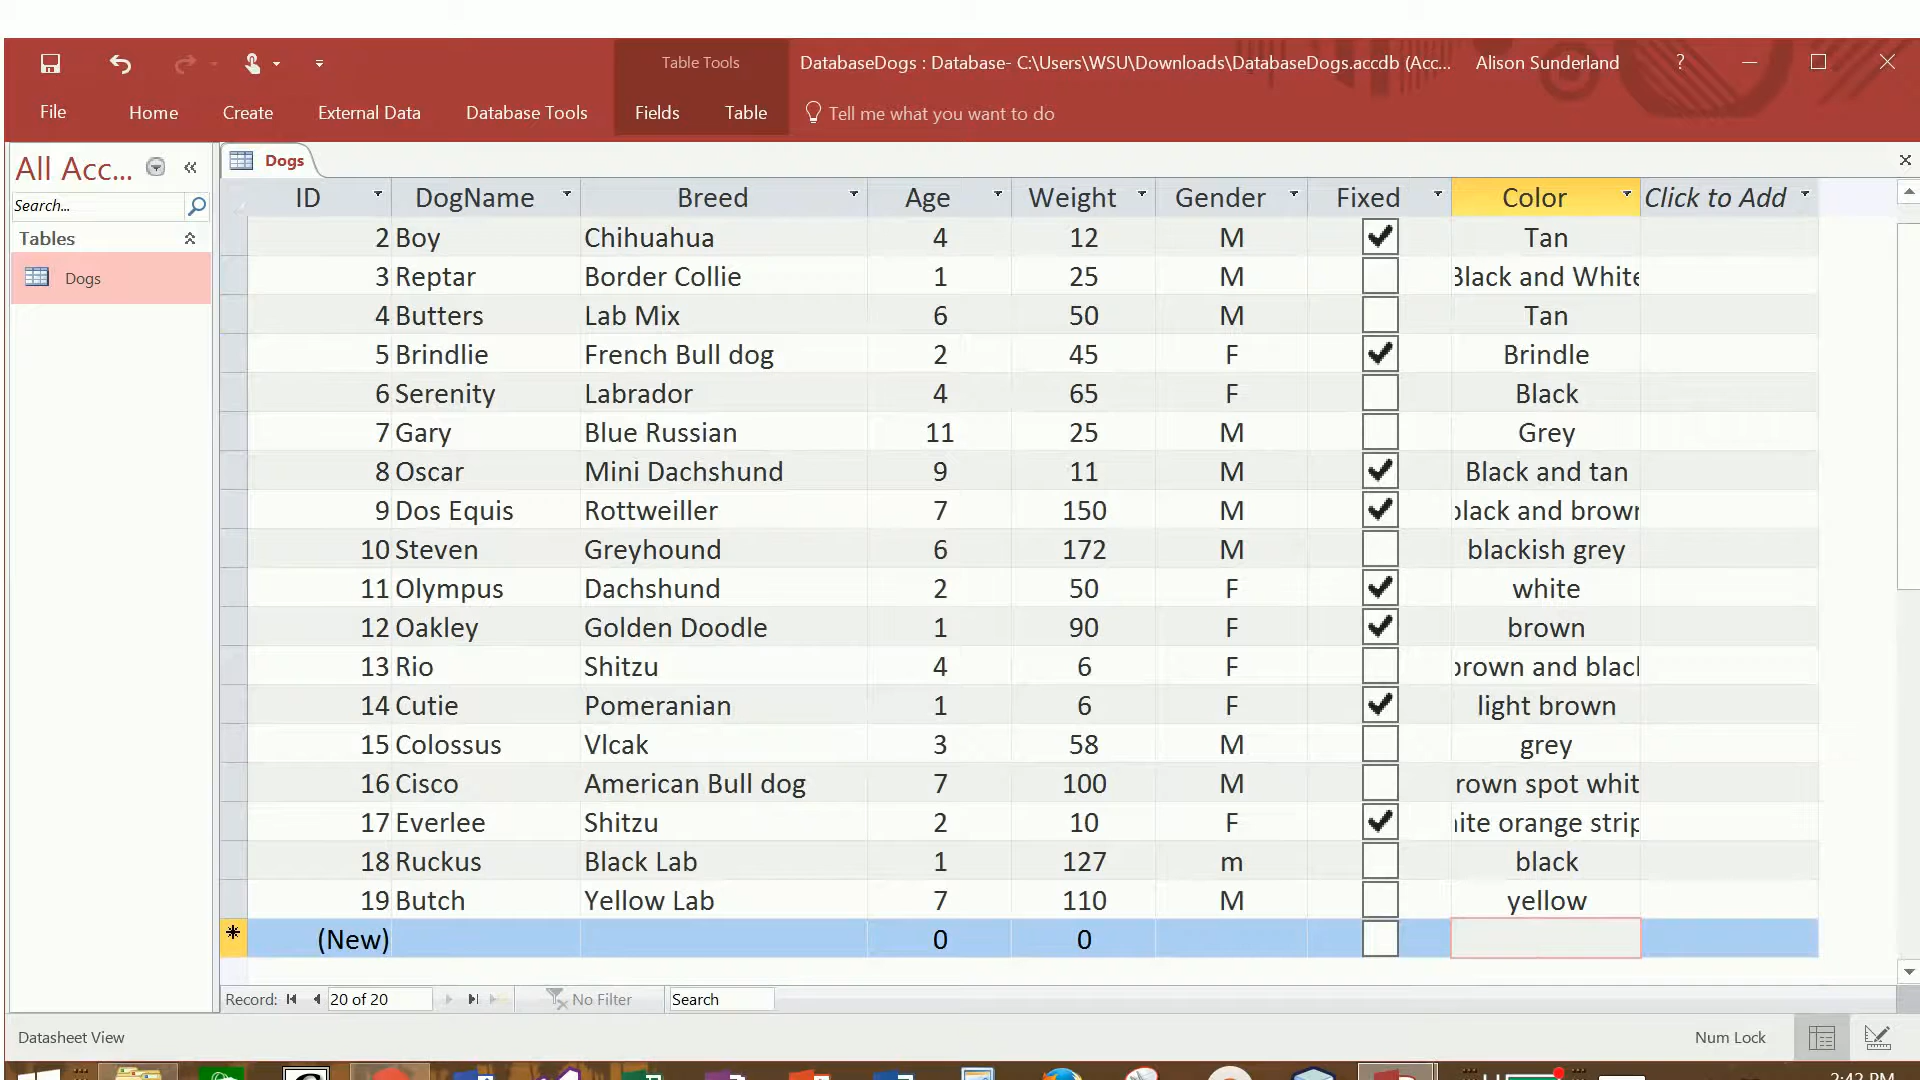 Table Tools
DatabaseDogs : Database- C:\Users\WSU\Downloads\DatabaseDogs.accdb (Acc... Alison Sunderland ?
File Home Create External Data Database Tools Fields Table Tell me what you want to do
All Acc... Dogs
Search...
Tables
Dogs
ID DogName Breed Age Weight Gender Fixed Color Click to Add
2 Boy Chihuahua 4 12 M Tan
3 Reptar Border Collie 1 25 M Black and White
4 Butters Lab Mix 6 50 M Tan
5 Brindlie French Bull dog 2 45 F Brindle
6 Serenity Labrador 4 65 F Black
7 Gary Blue Russian 11 25 M Grey
8 Oscar Mini Dachshund 9 11 M Black and tan
9 Dos Equis Rottweiller 7 150 M black and brown
10 Steven Greyhound 6 172 M blackish grey
11 Olympus Dachshund 2 50 F white
12 Oakley Golden Doodle 1 90 F brown
13 Rio Shitzu 4 6 F brown and black
14 Cutie Pomeranian 1 6 F light brown
15 Colossus Vlcak 3 58 M grey
16 Cisco American Bull dog 7 100 M rown spot whit
17 Everlee Shitzu 2 10 F ite orange strip
18 Ruckus Black Lab 1 127 m black
19 Butch Yellow Lab 7 110 M yellow
(New) 0 0
Record: 20 of 20 No Filter Search
Datasheet View Num Lock